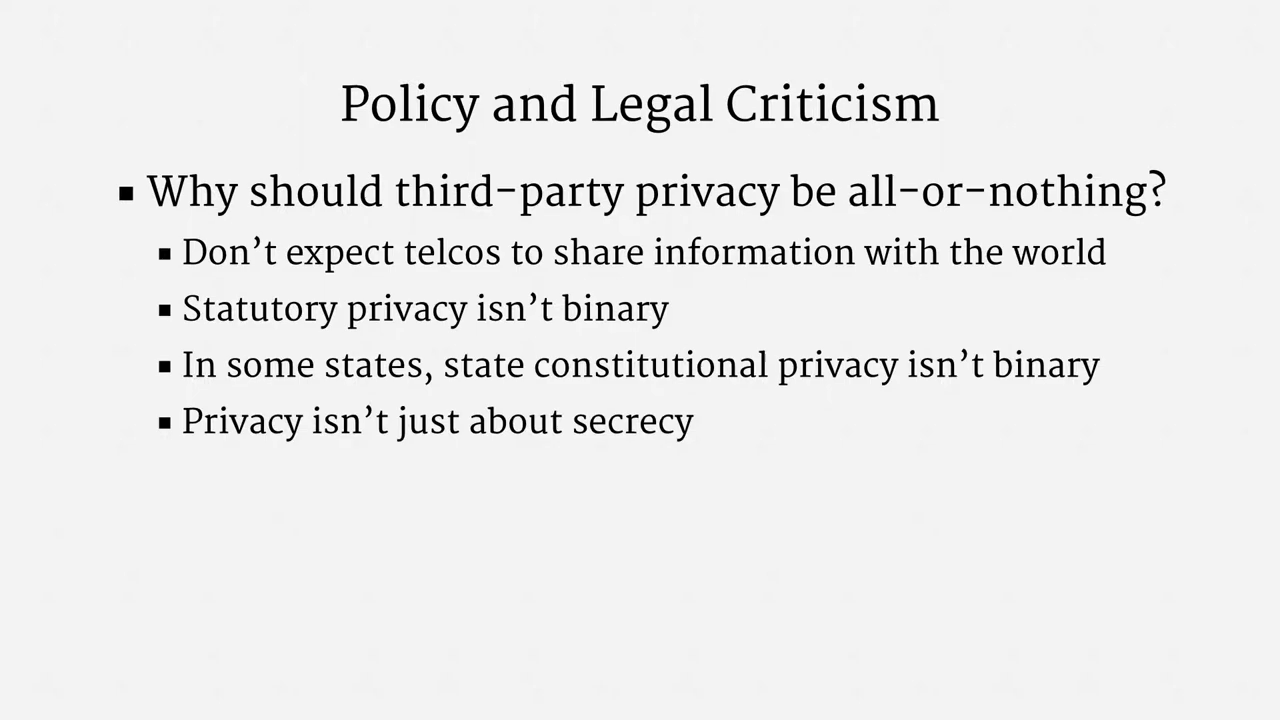 Policy and Legal Criticism
▪ Why should third-party privacy be all-or-nothing?
▪ Don’t expect telcos to share information with the world
▪ Statutory privacy isn’t binary
▪ In some states, state constitutional privacy isn’t binary
▪ Privacy isn’t just about secrecy